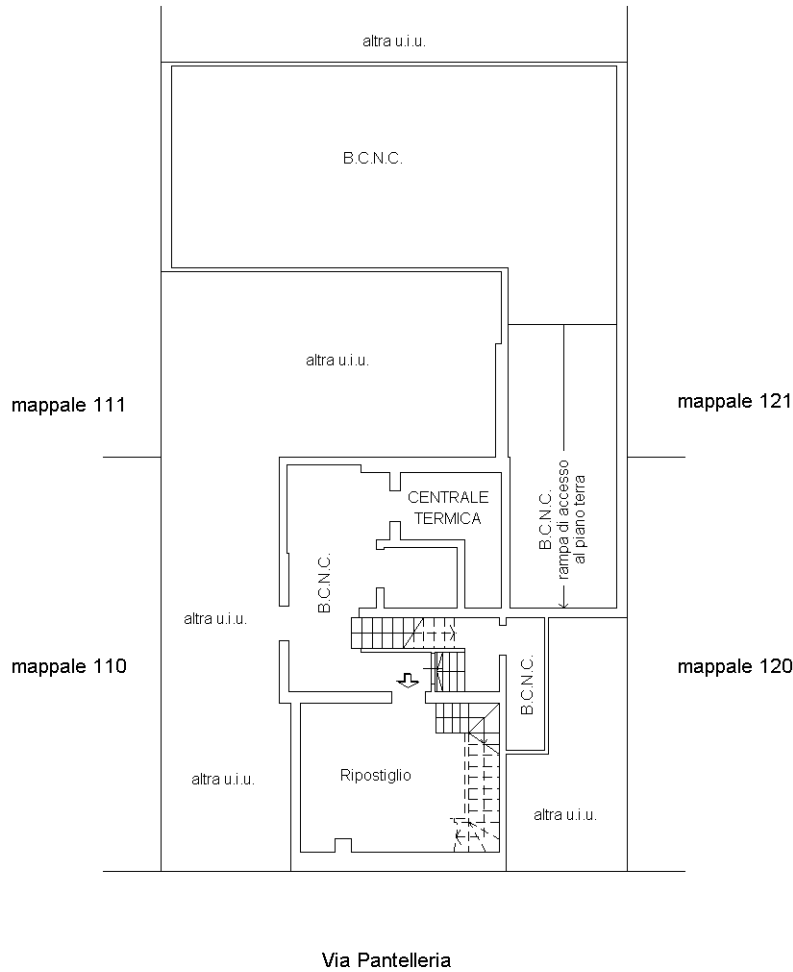 altra u.i.u.
B.C.N.C.
altra u.i.u.
mappale 111
mappale 121
CENTRALE
TERMICA
B.C.N.C.
rampa di accesso
al piano terra
B.C.N.C.
altra u.i.u.
mappale 110
mappale 120
B.C.N.C.
Ripostiglio
altra u.i.u.
altra u.i.u.
Via Pantelleria